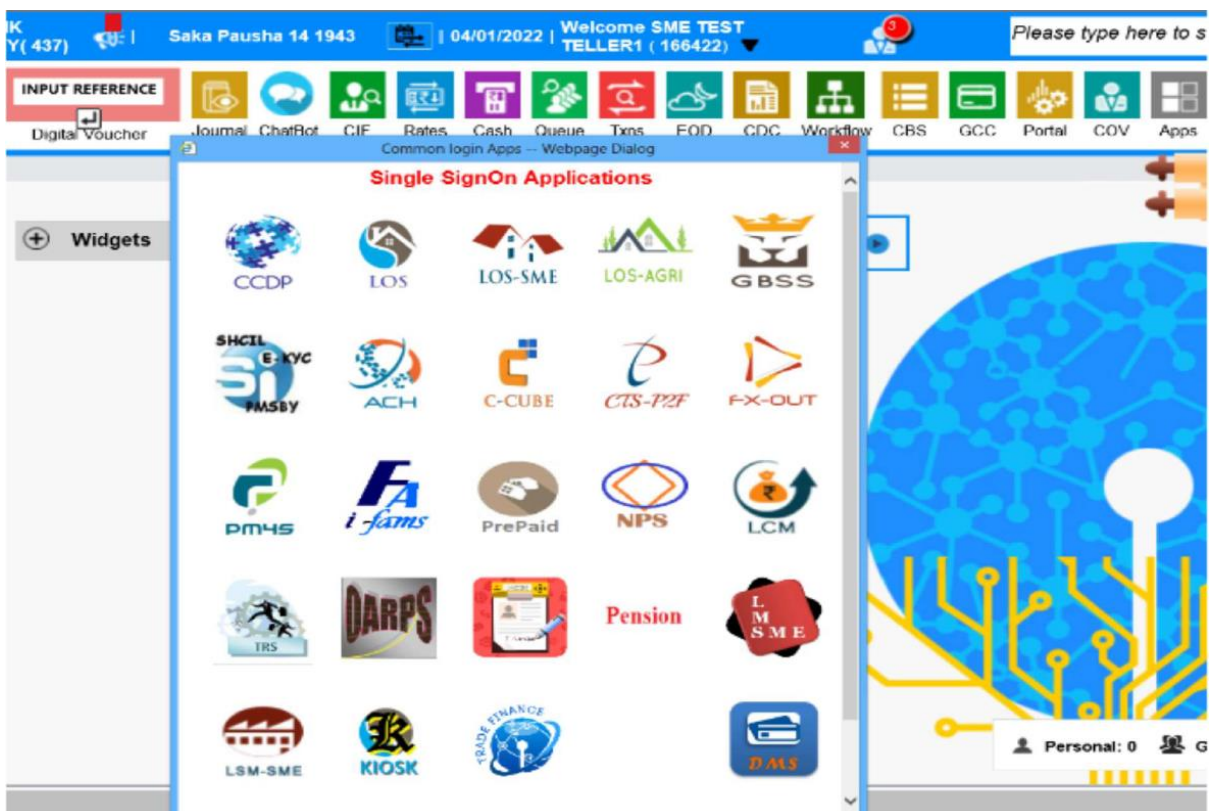 K
Y( 437)
Saka Pausha 14 1943
04/01/2022
Welcome SME TEST
TELLER1 ( 166422)
3
Please type here to s
INPUT REFERENCE
Digital Voucher
Journal ChatBot CIF Rates Cash Queue Txns EOD CDC Workflow CBS GCC Portal COV Apps
Common login Apps -- Webpage Dialog
Single SignOn Applications
Widgets
CCDP LOS LOS-SME LOS-AGRI GBSS
SHCIL
E-KYC
Si
PMSBY
ACH C-CUBE CTS-P2F FX-OUT
PM4S
FA
i-fams
PrePaid NPS LCM
TRS
DARPS
Pension
L
M
SME
LSM-SME
K
KIOSK
TRADE FINANCE
DMS
Personal: 0 G